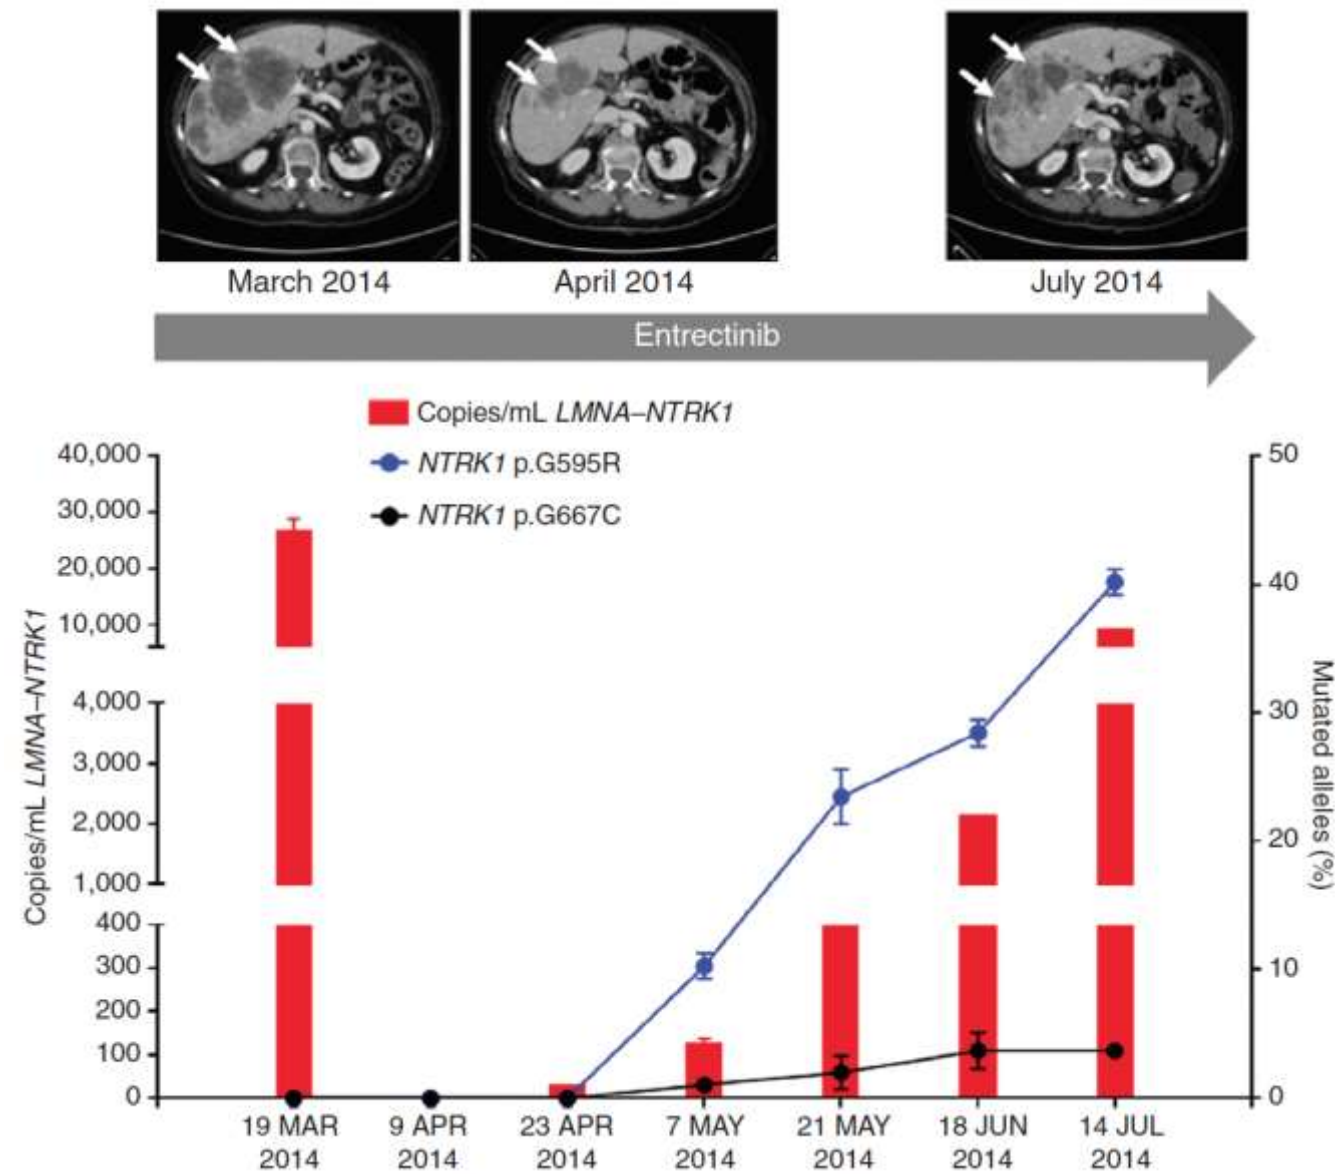 March 2014
April 2014
July 2014
Entrectinib
Copies/mL LMNA–NTRK1
NTRK1 p.G595R
NTRK1 p.G667C
Copies/mL LMNA–NTRK1
40,000
30,000
20,000
10,000
4,000
3,000
2,000
1,000
400
300
200
100
0
50
40
30
20
10
0
Mutated alleles (%)
19 MAR 2014
9 APR 2014
23 APR 2014
7 MAY 2014
21 MAY 2014
18 JUN 2014
14 JUL 2014